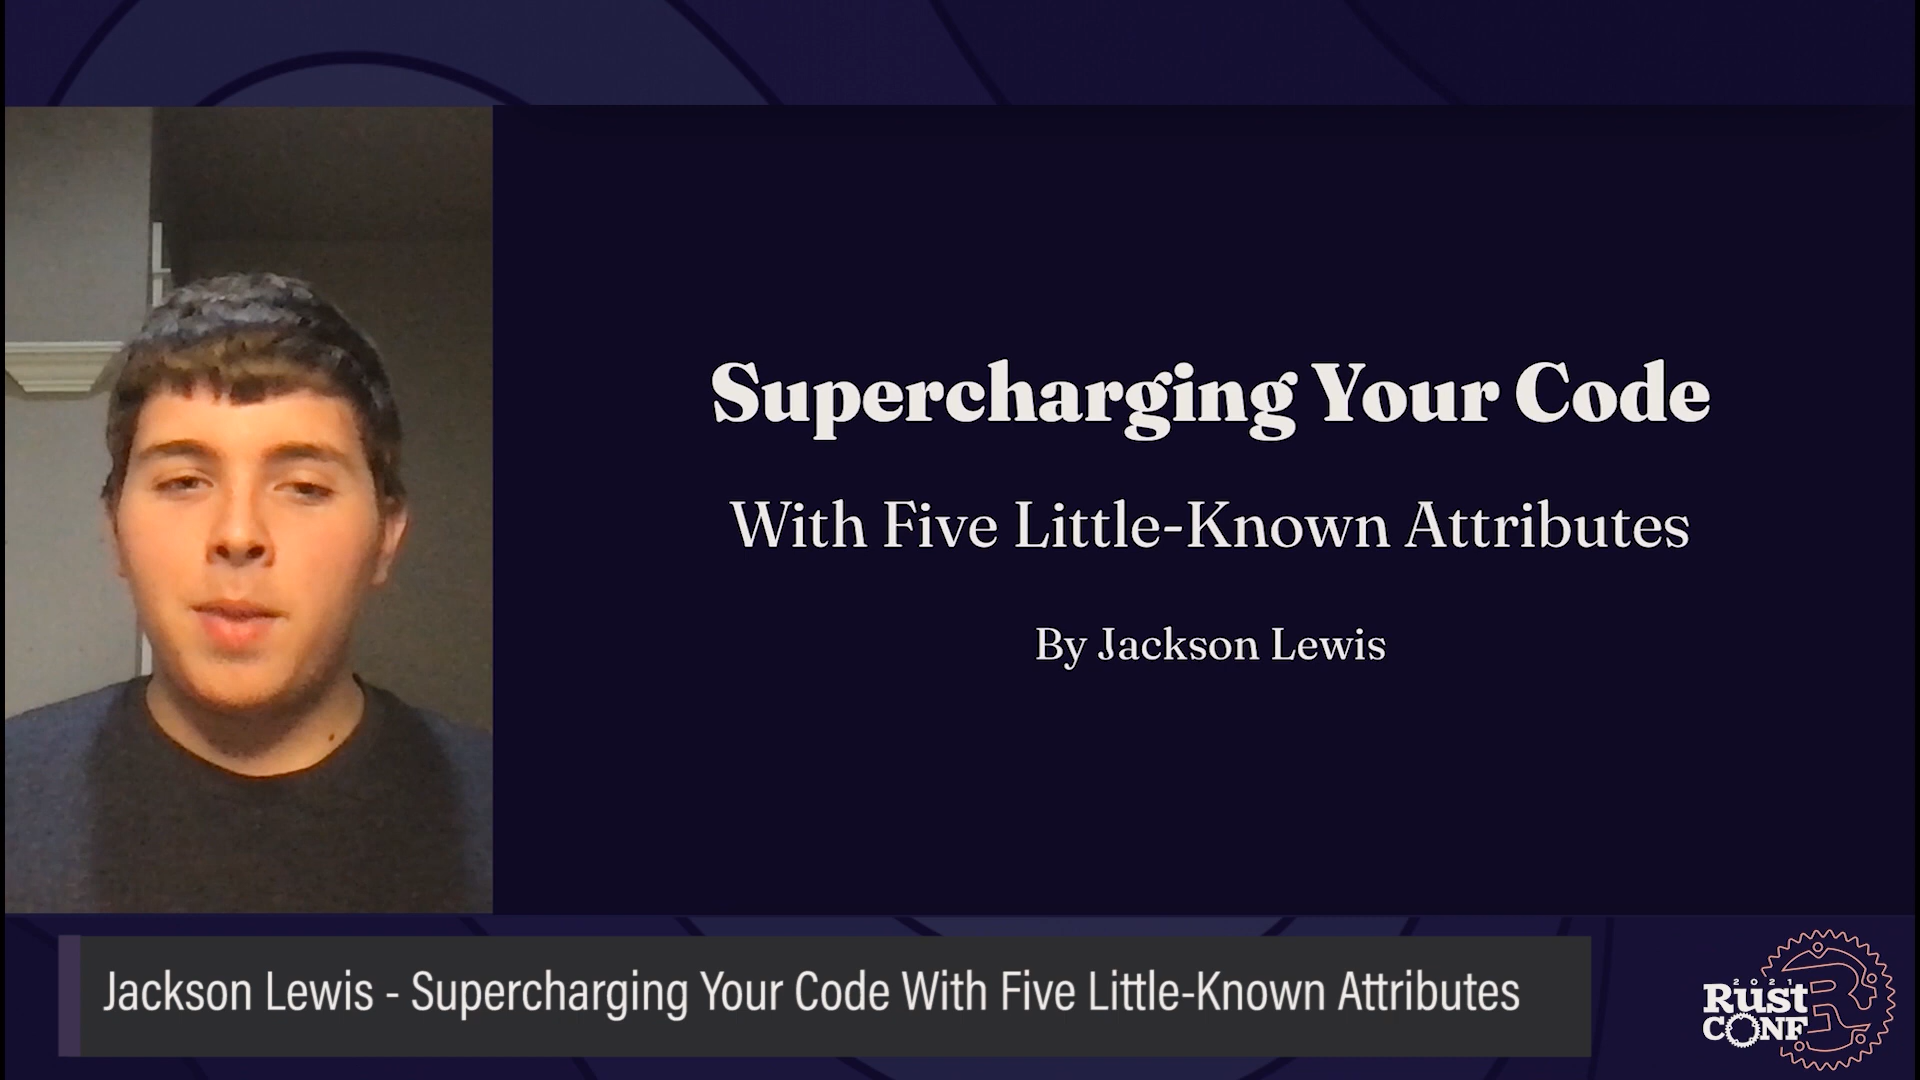 Supercharging Your Code
With Five Little-Known Attributes
By Jackson Lewis
Jackson Lewis - Supercharging Your Code With Five Little-Known Attributes
2021
Rust
CONF
R